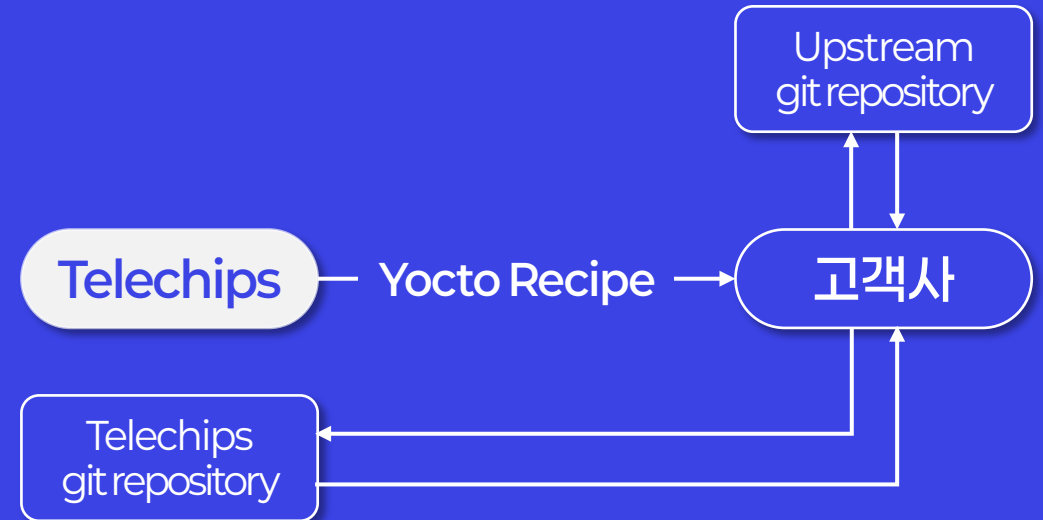 Upstream
git repository
Telechips
Yocto Recipe
고객사
Telechips
git repository